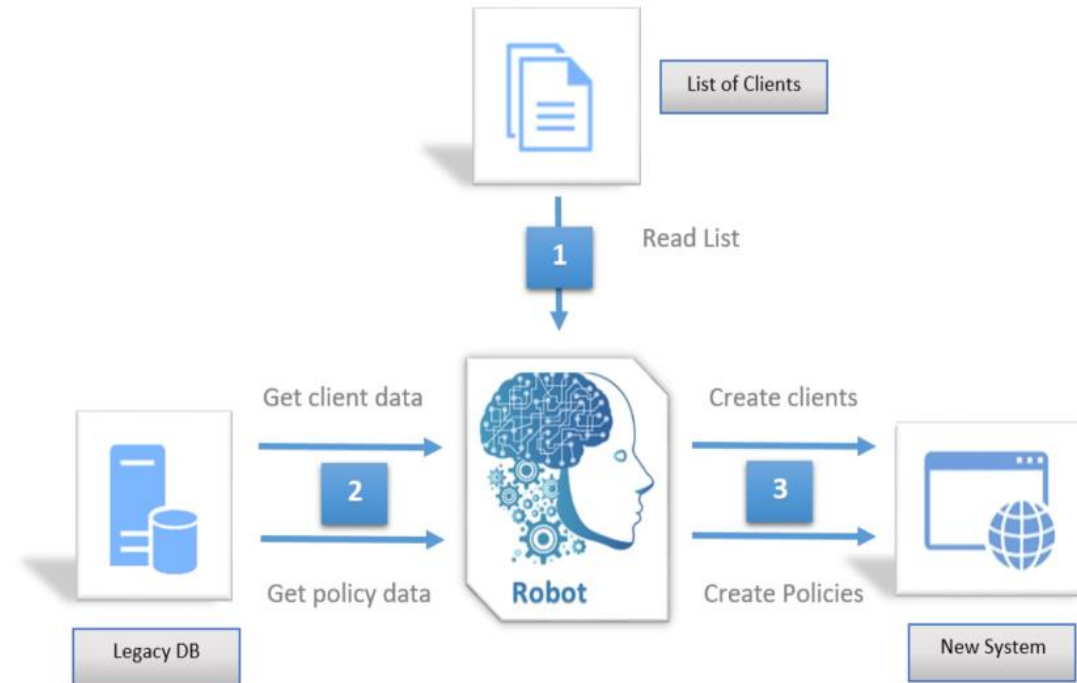 List of Clients
1
Read List
Get client data
Create clients
2
3
Get policy data
Robot
Create Policies
Legacy DB
New System